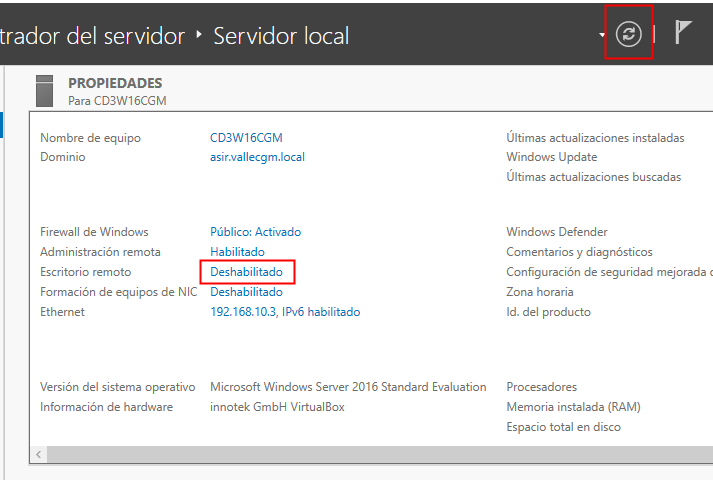 trador del servidor ‣ Servidor local
PROPIEDADES
Para CD3W16CGM
Nombre de equipo CD3W16CGM Últimas actualizaciones instaladas
Dominio asir.vallecgm.local Windows Update
Últimas actualizaciones buscadas
Firewall de Windows Público: Activado Windows Defender
Administración remota Habilitado Comentarios y diagnósticos
Escritorio remoto Deshabilitado Configuración de seguridad mejorada
Formación de equipos de NIC Deshabilitado Zona horaria
Ethernet 192.168.10.3, IPv6 habilitado Id. del producto
Versión del sistema operativo Microsoft Windows Server 2016 Standard Evaluation Procesadores
Información de hardware innotek GmbH VirtualBox Memoria instalada (RAM)
Espacio total en disco